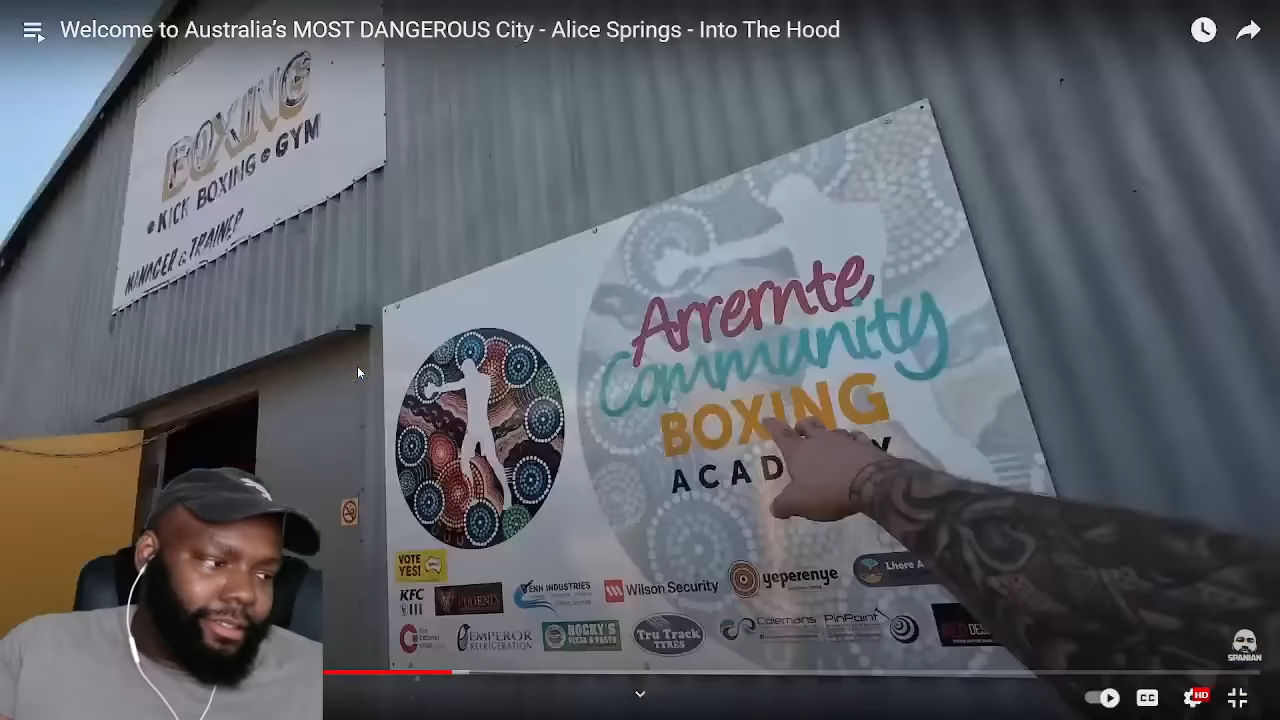 Welcome to Australia's MOST DANGEROUS City - Alice Springs - Into The Hood
BOXING
• KICK BOXING • GYM
MANAGER & TRAINER
Arrernte
Community
BOXING
VOTE
YES!
KFC
Wilson Security
yeperenye
Lhere A
EMPEROR
REFRIGERATION
ROCKY'S
PIZZA & PASTA
Tru Track
TYRES
Colemans
PinPoint
SPANIAN
CC
HD